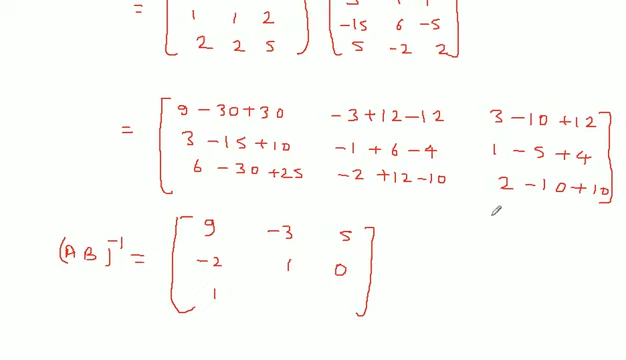 = [ 1 1 2
2 2 5 ] [ -15 6 -5
5 -2 2 ]
= [ 9 - 30 + 30 -3 + 12 - 12 3 - 10 + 12
3 - 15 + 10 -1 + 6 - 4 1 - 5 + 4
6 - 30 + 25 -2 + 12 - 10 2 - 10 + 10 ]
(AB)⁻¹ = [ 9 -3 5
-2 1 0
1 ]